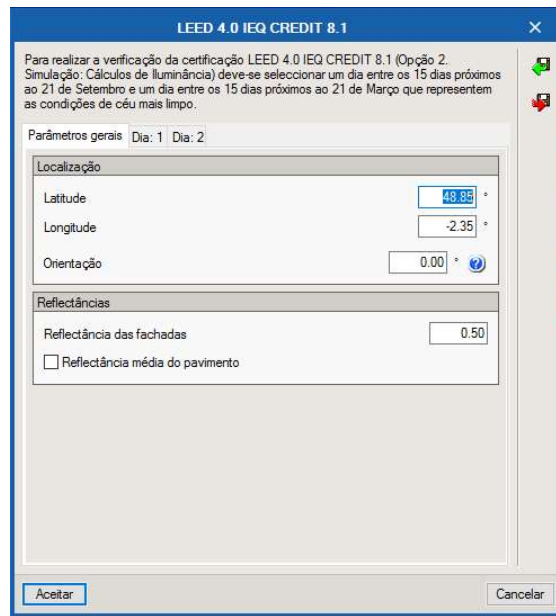 LEED 4.0 IEQ CREDIT 8.1
Para realizar a verificação da certificação LEED 4.0 IEQ CREDIT 8.1 (Opção 2.
Simulação: Cálculos de Iluminância) deve-se seleccionar um dia entre os 15 dias próximos
ao 21 de Setembro e um dia entre os 15 dias próximos ao 21 de Março que representem
as condições de céu mais limpo.
Parâmetros gerais Dia: 1 Dia: 2
Localização
Latitude 48.85 °
Longitude -2.35 °
Orientação 0.00 ° ?
Reflectâncias
Reflectância das fachadas 0.50
Reflectância média do pavimento
Aceitar Cancelar